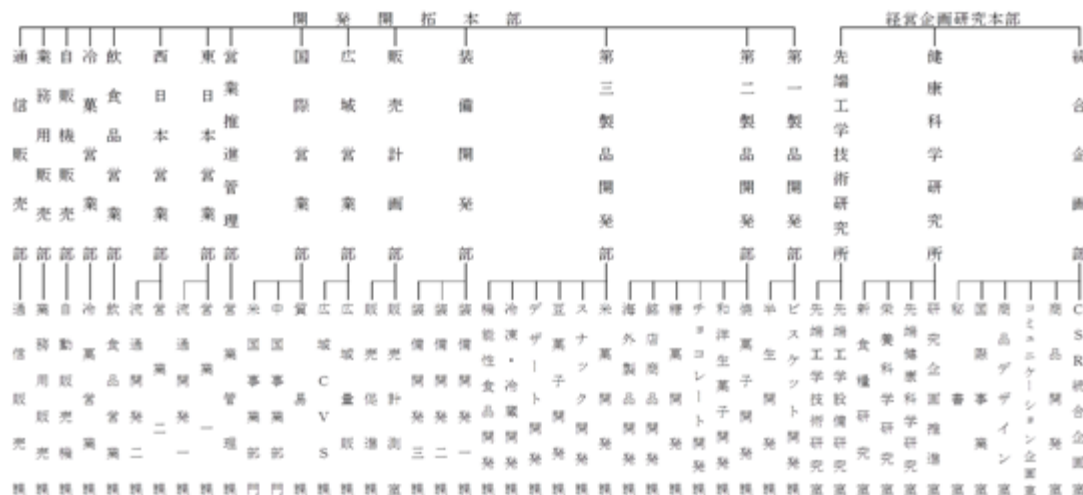 経営企画研究本部
統合企画部
CSR統合企画室
商品開発室
コミュニケーション企画室
商品デザイン室
国際事業室
秘書室
健康科学研究所
研究企画推進室
先端健康科学研究室
栄養科学研究室
新食糧研究室
先端工学技術研究所
先端工学設備研究室
先端工学技術研究室
開発開拓本部
第一製品開発部
ビスケット開発課
半生開発課
第二製品開発部
焼菓子開発課
和洋生菓子開発課
チョコレート開発課
糖菓開発課
銘店商品開発課
海外製品開発課
第三製品開発部
米菓開発課
スナック開発課
豆菓子開発課
デザート開発課
冷凍・冷蔵開発課
機能性食品開発課
装備開発部
装備開発一課
装備開発二課
装備開発三課
販売計画部
販売計測室
販売促進課
広域営業部
広域量販課
広域CVS課
国際営業部
貿易課
中国事業部門
米国事業部門
営業推進管理部
営業管理課
東日本営業部
営業一課
流通開発一課
西日本営業部
営業二課
流通開発二課
飲食品営業部
飲食品営業課
冷菓営業部
冷菓営業課
自販機販売部
自動販売機課
業務用販売部
業務用販売課
通信販売部
通信販売課